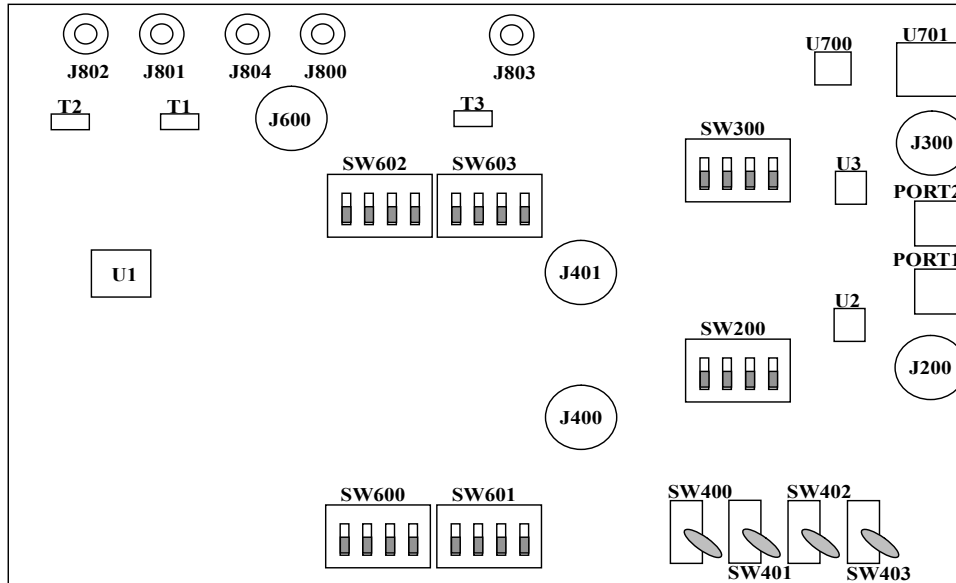 U700 U701
J802 J801 J804 J800 J803
T2 T1 J600 T3
SW300 J300
SW602 SW603 U3
PORT2
U1 J401 PORT1
U2
SW200
J200
J400
SW600 SW601 SW400 SW402
SW401 SW403